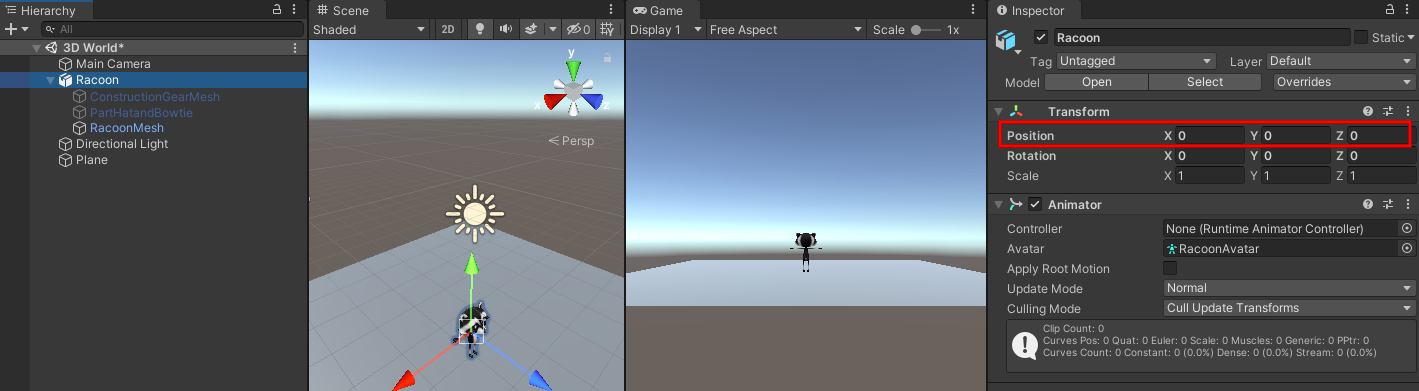 Hierarchy
All
3D World*
Main Camera
Racoon
ConstructionGearMesh
PartHatandBowtie
RacoonMesh
Directional Light
Plane
Scene
Shaded
2D
0
y
x
z
Persp
Game
Display 1
Free Aspect
Scale
1x
Inspector
Racoon
Static
Tag Untagged Layer Default
Model Open Select Overrides
Transform
Position X 0 Y 0 Z 0
Rotation X 0 Y 0 Z 0
Scale X 1 Y 1 Z 1
Animator
Controller None (Runtime Animator Controller)
Avatar RacoonAvatar
Apply Root Motion
Update Mode Normal
Culling Mode Cull Update Transforms
Clip Count: 0
Curves Pos: 0 Quat: 0 Euler: 0 Scale: 0 Muscles: 0 Generic: 0 PPtr: 0
Curves Count: 0 Constant: 0 (0.0%) Dense: 0 (0.0%) Stream: 0 (0.0%)